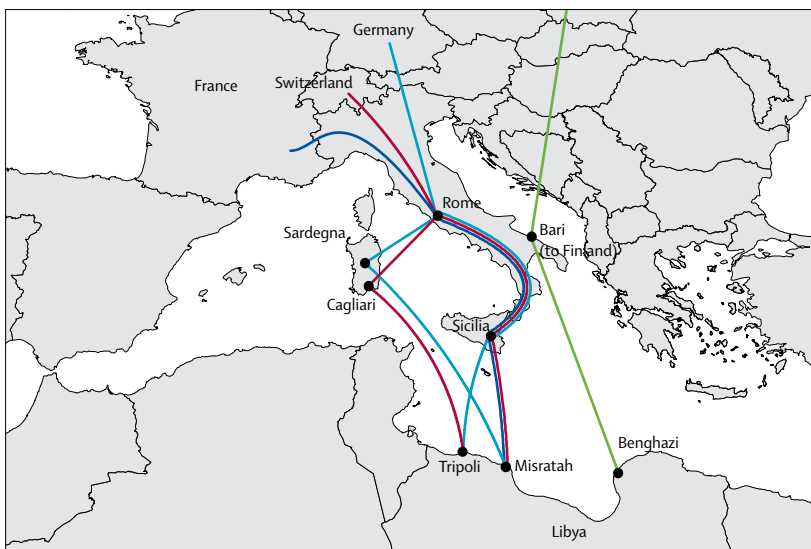 Germany
Switzerland
France
Rome
Sardegna
Bari
(to Finland)
Cagliari
Sicilia
Benghazi
Tripoli
Misratah
Libya